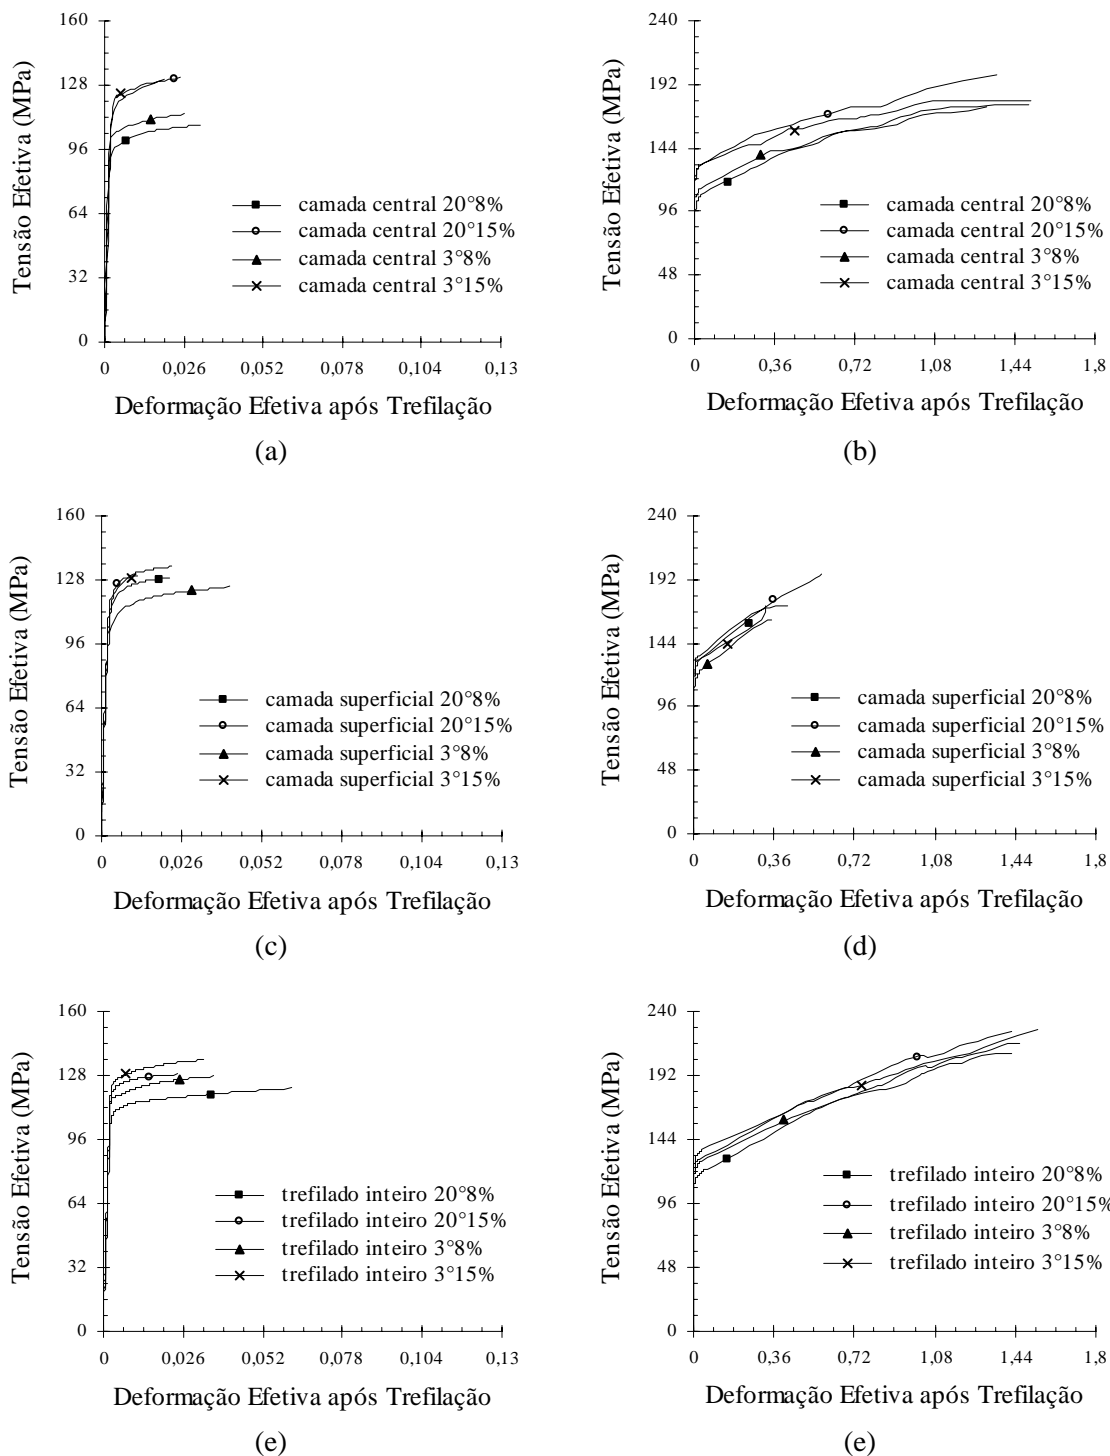 160
128
96
64
32
0
Tensão Efetiva (MPa)
camada central 20°8%
camada central 20°15%
camada central 3°8%
camada central 3°15%
0 0,026 0,052 0,078 0,104 0,13
Deformação Efetiva após Trefilação
(a)
240
192
144
96
48
0
Tensão Efetiva (MPa)
camada central 20°8%
camada central 20°15%
camada central 3°8%
camada central 3°15%
0 0,36 0,72 1,08 1,44 1,8
Deformação Efetiva após Trefilação
(b)
160
128
96
64
32
0
Tensão Efetiva (MPa)
camada superficial 20°8%
camada superficial 20°15%
camada superficial 3°8%
camada superficial 3°15%
0 0,026 0,052 0,078 0,104 0,13
Deformação Efetiva após Trefilação
(c)
240
192
144
96
48
0
Tensão Efetiva (MPa)
camada superficial 20°8%
camada superficial 20°15%
camada superficial 3°8%
camada superficial 3°15%
0 0,36 0,72 1,08 1,44 1,8
Deformação Efetiva após Trefilação
(d)
160
128
96
64
32
0
Tensão Efetiva (MPa)
trefilado inteiro 20°8%
trefilado inteiro 20°15%
trefilado inteiro 3°8%
trefilado inteiro 3°15%
0 0,026 0,052 0,078 0,104 0,13
Deformação Efetiva após Trefilação
(e)
240
192
144
96
48
0
Tensão Efetiva (MPa)
trefilado inteiro 20°8%
trefilado inteiro 20°15%
trefilado inteiro 3°8%
trefilado inteiro 3°15%
0 0,36 0,72 1,08 1,44 1,8
Deformação Efetiva após Trefilação
(e)